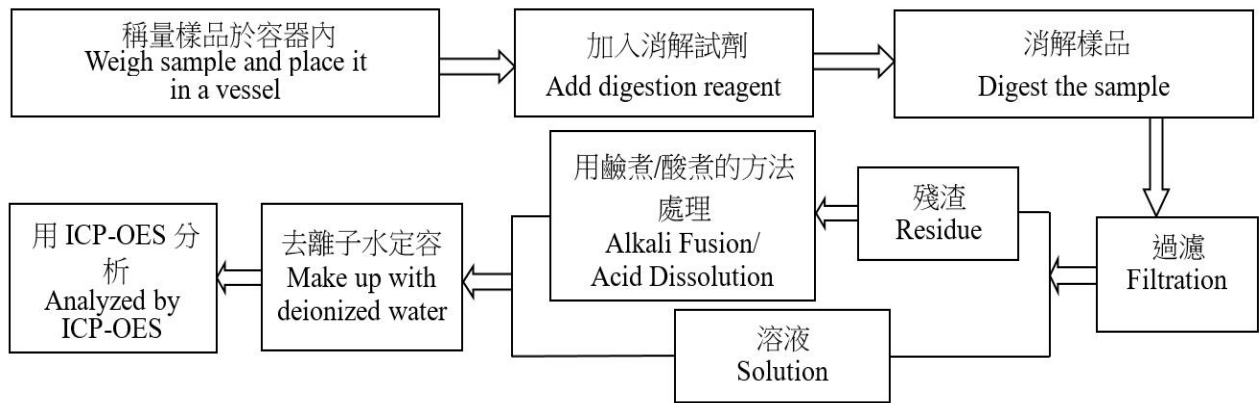 稱量樣品於容器內
Weigh sample and place it
in a vessel
加入消解試劑
Add digestion reagent
消解樣品
Digest the sample
過濾
Filtration
殘渣
Residue
用鹼煮/酸煮的方法
處理
Alkali Fusion/
Acid Dissolution
溶液
Solution
去離子水定容
Make up with
deionized water
用 ICP-OES 分
析
Analyzed by
ICP-OES